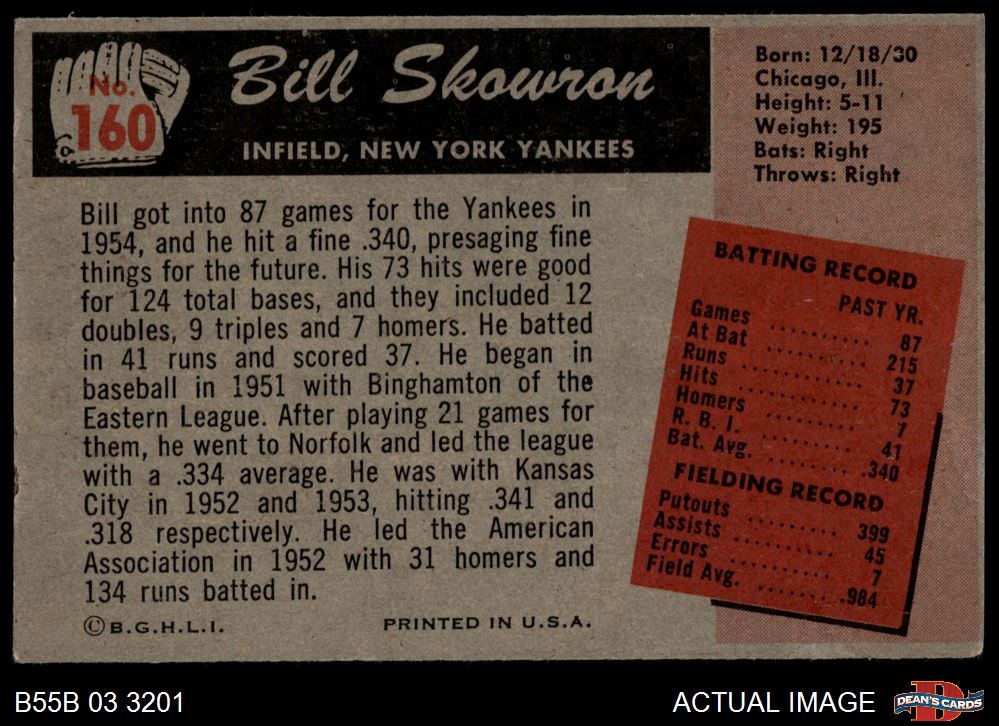 No.
160
Bill Skowron
INFIELD, NEW YORK YANKEES
Born: 12/18/30
Chicago, Ill.
Height: 5-11
Weight: 195
Bats: Right
Throws: Right
Bill got into 87 games for the Yankees in
1954, and he hit a fine .340, presaging fine
things for the future. His 73 hits were good
for 124 total bases, and they included 12
doubles, 9 triples and 7 homers. He batted
in 41 runs and scored 37. He began in
baseball in 1951 with Binghamton of the
Eastern League. After playing 21 games for
them, he went to Norfolk and led the league
with a .334 average. He was with Kansas
City in 1952 and 1953, hitting .341 and
.318 respectively. He led the American
Association in 1952 with 31 homers and
134 runs batted in.
©B.G.H.L.I.
PRINTED IN U.S.A.
BATTING RECORD
PAST YR.
Games ......... 87
At Bat ......... 215
Runs ......... 37
Hits ......... 73
Homers ......... 7
R. B. I. ......... 41
Bat. Avg. ......... .340
FIELDING RECORD
Putouts ......... 399
Assists ......... 45
Errors ......... 7
Field Avg. ......... .984
B55B 03 3201
ACTUAL IMAGE
DEAN'S CARDS